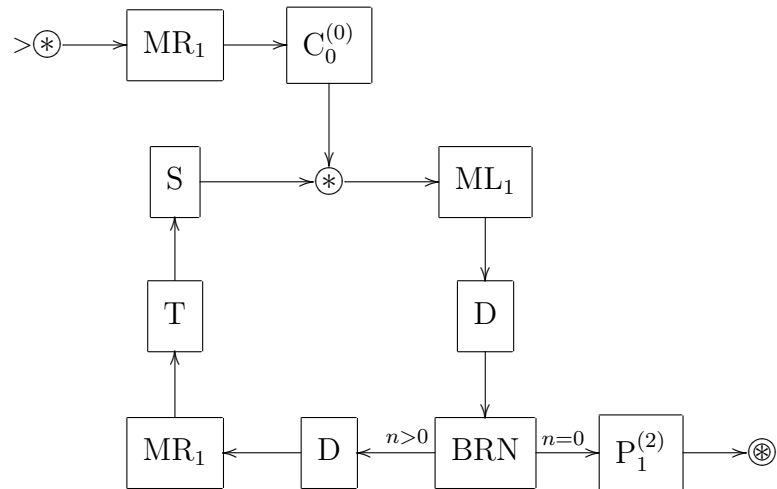 >⊛ MR₁ C₀⁽⁰⁾
S ⊛ ML₁
T D
MR₁ D n>0 BRN n=0 P₁⁽²⁾ ⊛